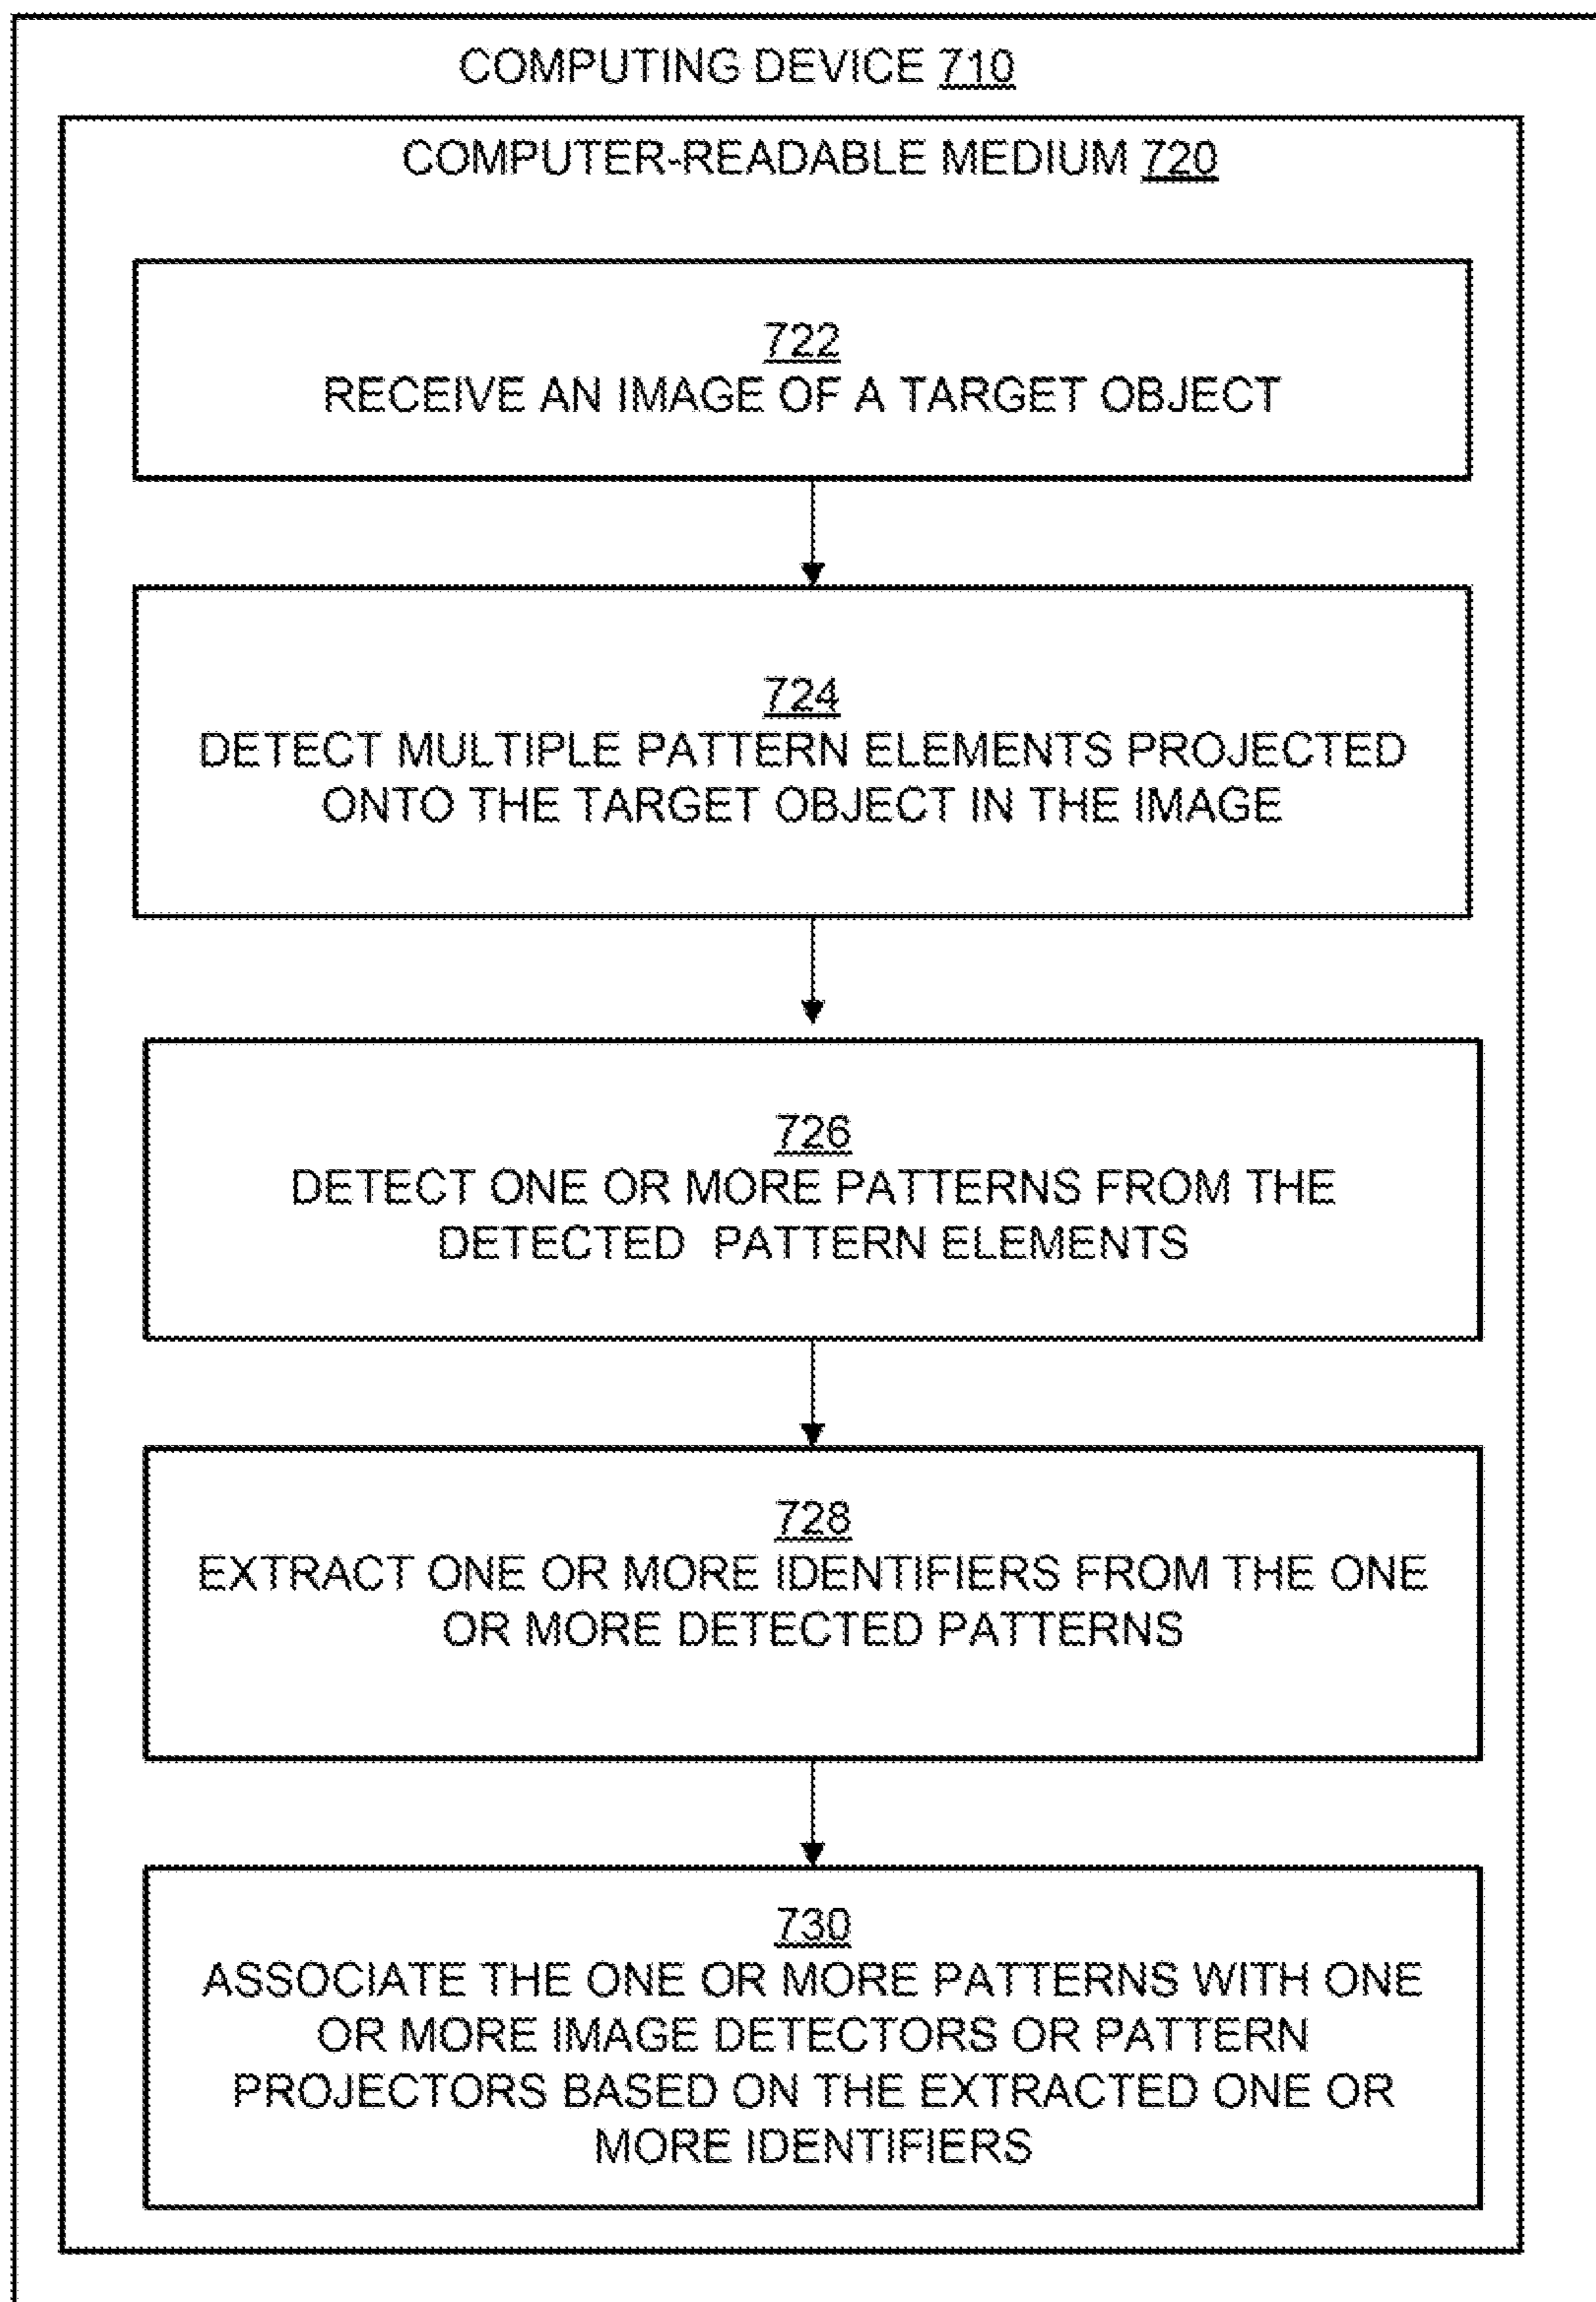 COMPUTING DEVICE 710
COMPUTER-READABLE MEDIUM 720
722
RECEIVE AN IMAGE OF A TARGET OBJECT
724
DETECT MULTIPLE PATTERN ELEMENTS PROJECTED
ONTO THE TARGET OBJECT IN THE IMAGE
726
DETECT ONE OR MORE PATTERNS FROM THE
DETECTED PATTERN ELEMENTS
728
EXTRACT ONE OR MORE IDENTIFIERS FROM THE ONE
OR MORE DETECTED PATTERNS
730
ASSOCIATE THE ONE OR MORE PATTERNS WITH ONE
OR MORE IMAGE DETECTORS OR PATTERN
PROJECTORS BASED ON THE EXTRACTED ONE OR
MORE IDENTIFIERS